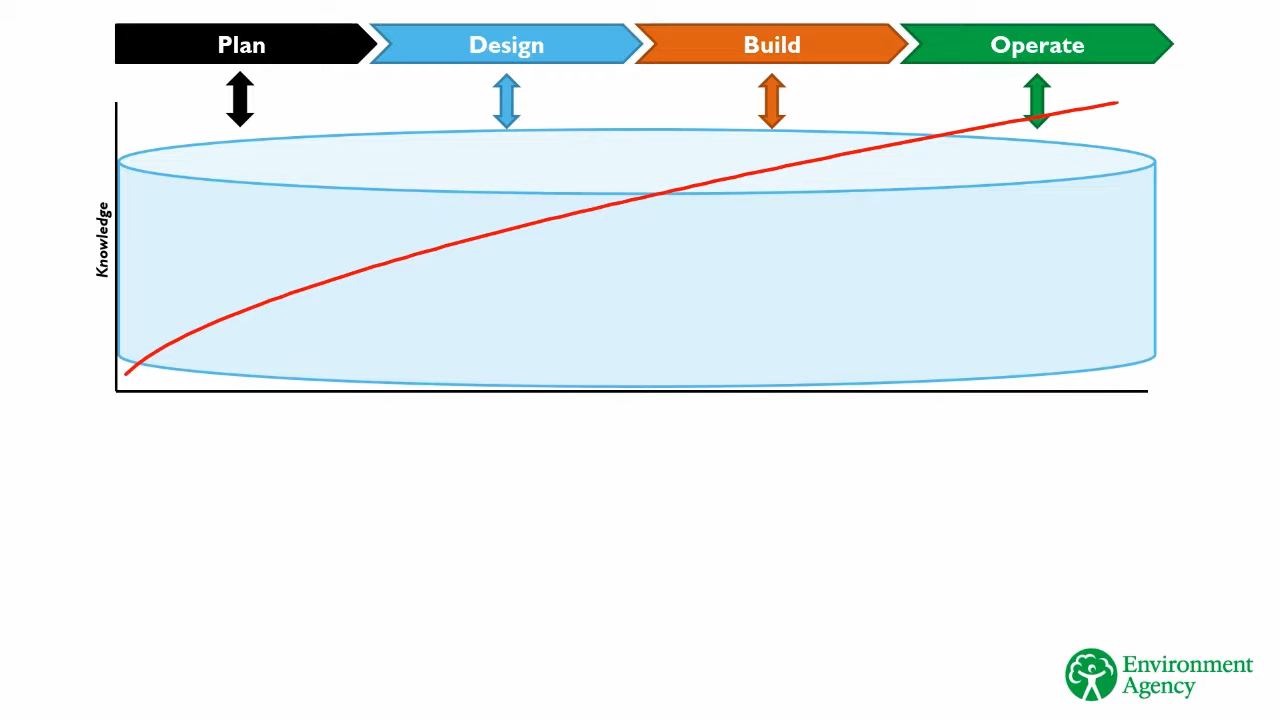 Plan
Design
Build
Operate
Knowledge
Environment
Agency